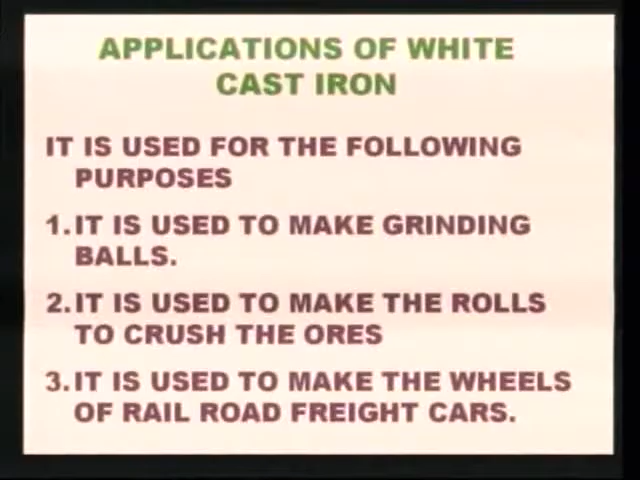 APPLICATIONS OF WHITE
CAST IRON
IT IS USED FOR THE FOLLOWING
PURPOSES
1.IT IS USED TO MAKE GRINDING
BALLS.
2.IT IS USED TO MAKE THE ROLLS
TO CRUSH THE ORES
3.IT IS USED TO MAKE THE WHEELS
OF RAIL ROAD FREIGHT CARS.